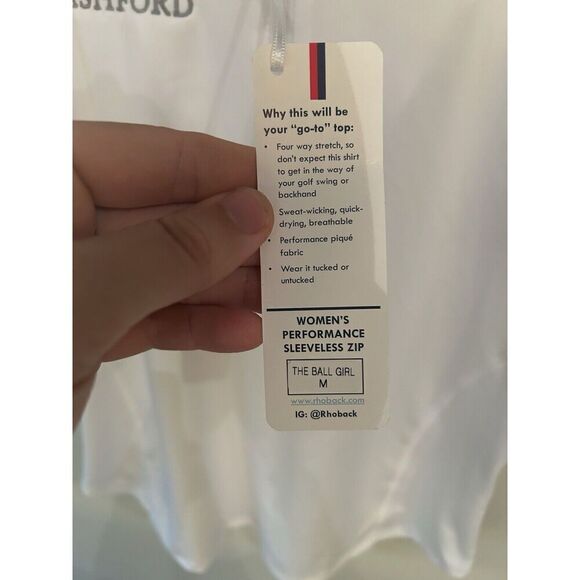 ASHFORD
Why this will be
your "go-to" top:
• Four way stretch, so
don't expect this shirt
to get in the way of
your golf swing or
backhand
Sweat-wicking, quick-
drying, breathable
• Performance piqué
fabric
• Wear it tucked or
untucked
WOMEN'S
PERFORMANCE
SLEEVELESS ZIP
THE BALL GIRL
M
www.rhoback.com
IG: @Rhoback